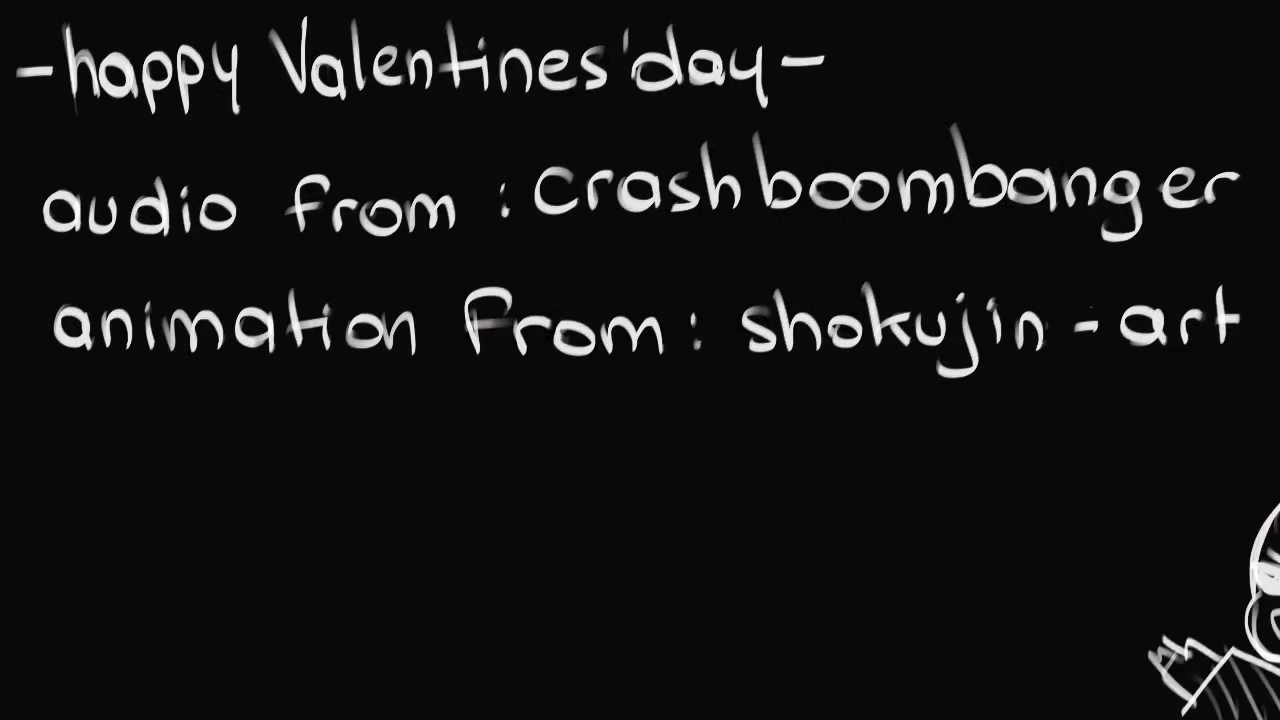 -happy Valentines'day-
audio from : crashboombanger
animation from : shokujin-art